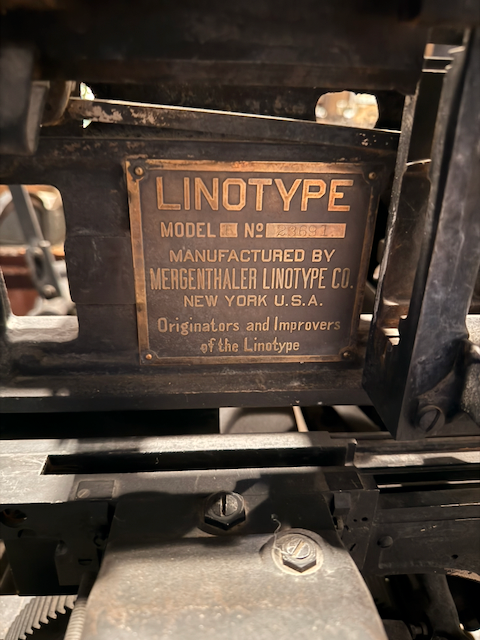 LINOTYPE
MODEL Nº
MANUFACTURED BY
MERGENTHALER LINOTYPE CO.
NEW YORK U.S.A.
Originators and Improvers
of the Linotype